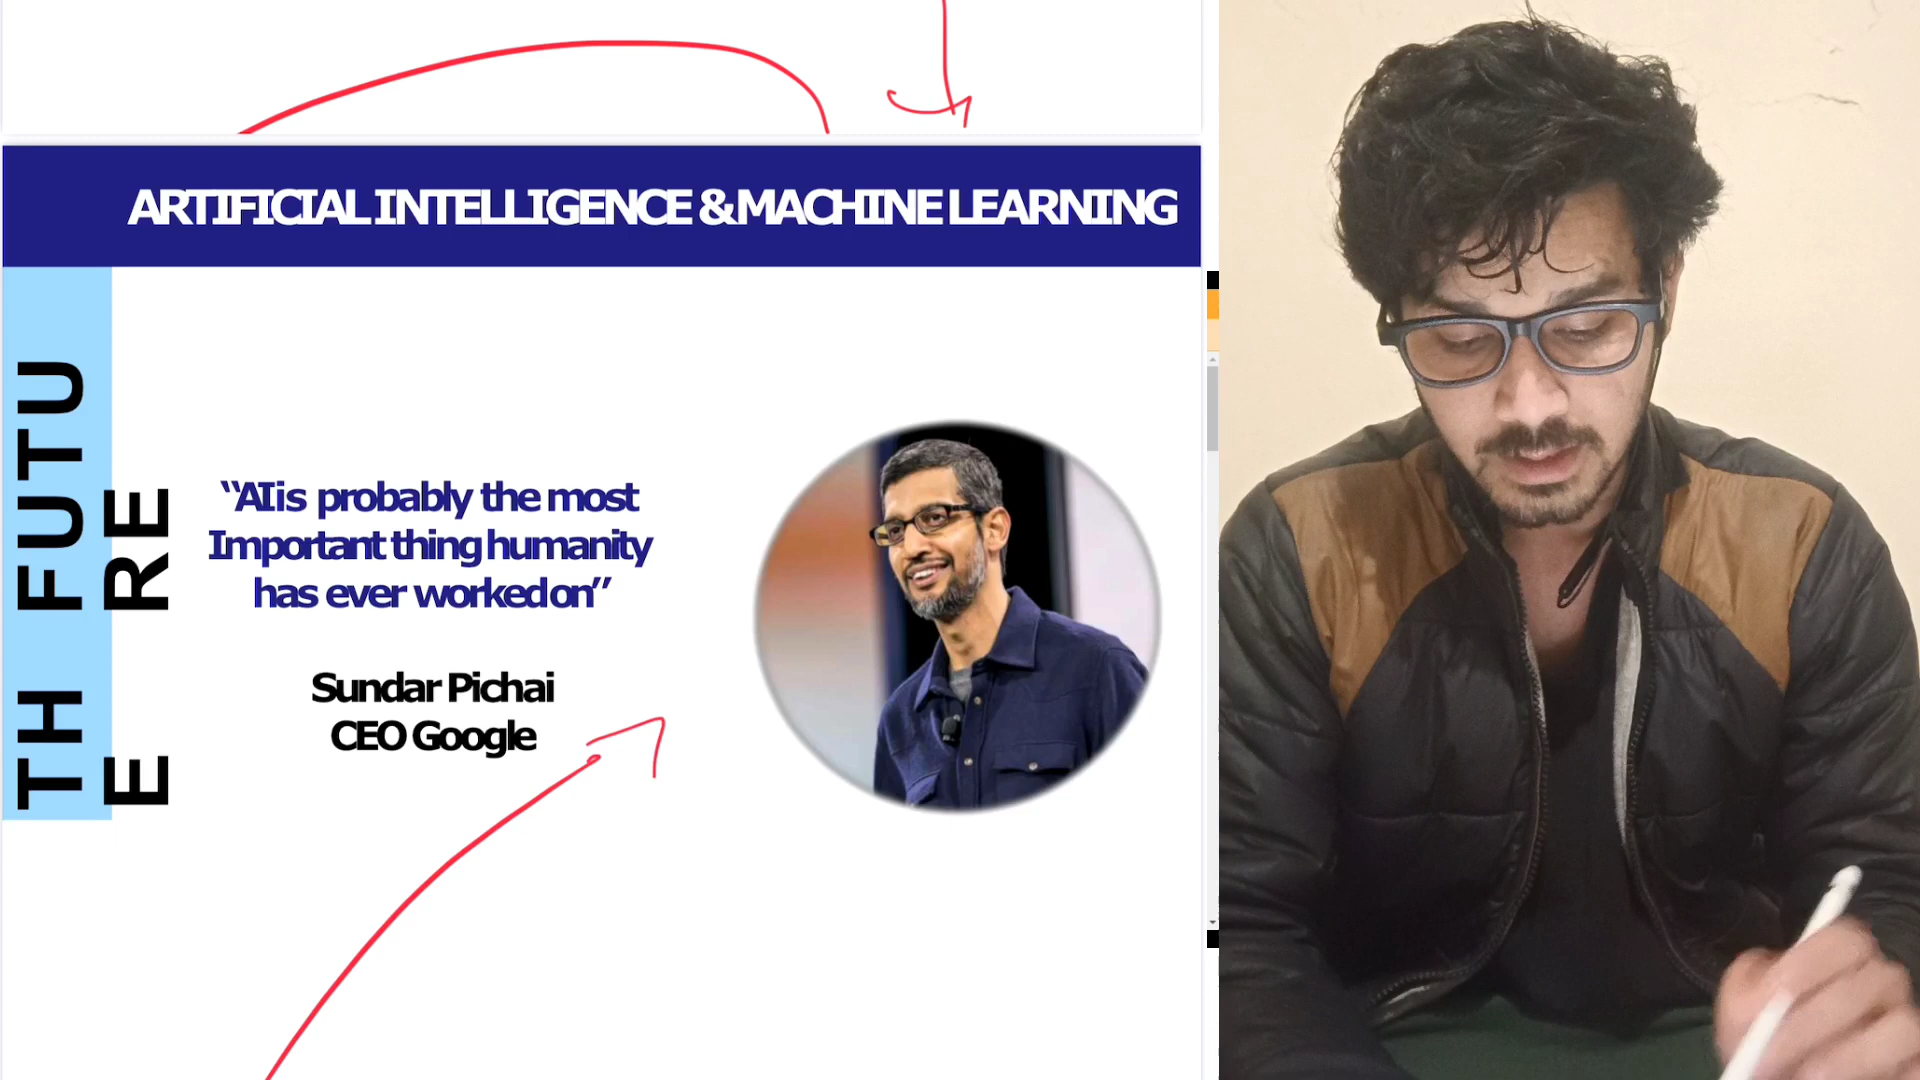 ARTIFICIAL INTELLIGENCE & MACHINE LEARNING
TH FUTU
E RE
“AI is probably the most
Important thing humanity
has ever worked on”
Sundar Pichai
CEO Google